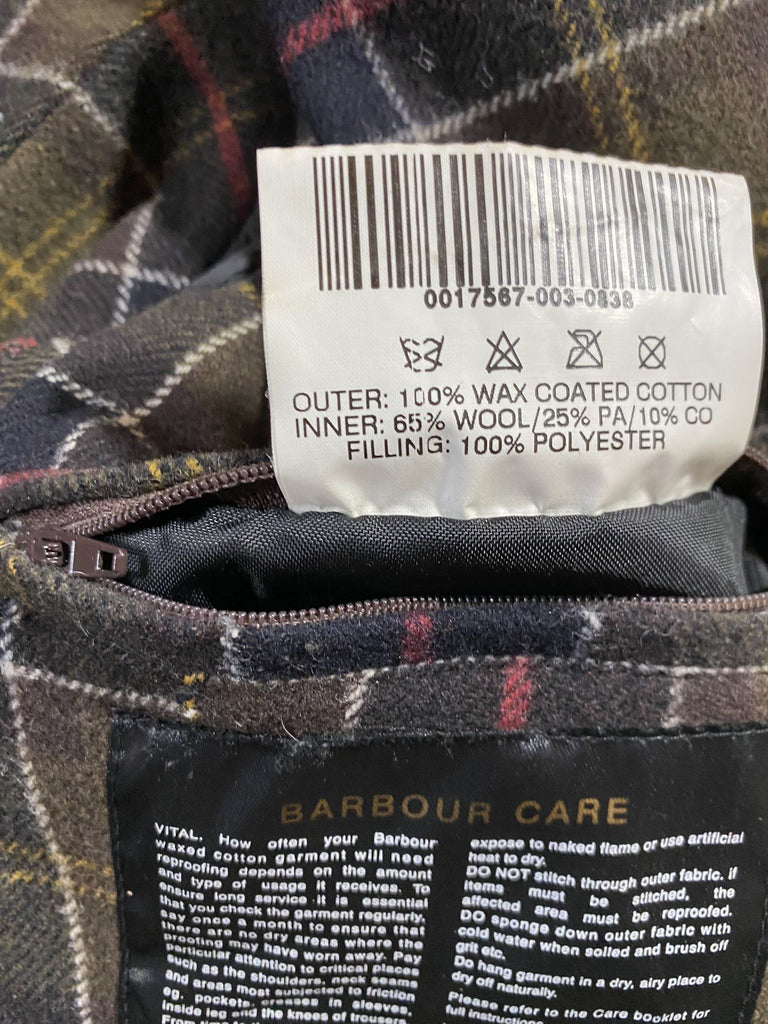 0017567-003-0838
OUTER: 100% WAX COATED COTTON
INNER: 65% WOOL/25% PA/10% CO
FILLING: 100% POLYESTER
BARBOUR CARE
VITAL. How often your Barbour
waxed cotton garment will need
reproofing depends on the amount
and type of usage it receives. To
ensure long service it is essential
that you check the garment regularly,
say once a month to ensure that
there are no dry areas where the
proofing may have worn away. Pay
particular attention to critical places
such as the shoulders, neck seams
and areas most subjected to friction
eg, pockets, creases in sleeves,
inside leg and the knees of trousers.
From time to
expose to naked flame or use artificial
heat to dry.
DO NOT stitch through outer fabric. If
items must be stitched, the
affected area must be reproofed.
DO sponge down outer fabric with
cold water when soiled and brush off
grit etc.
Do hang garment in a dry, airy place to
dry off naturally.
Please refer to the Care booklet for
full instructions